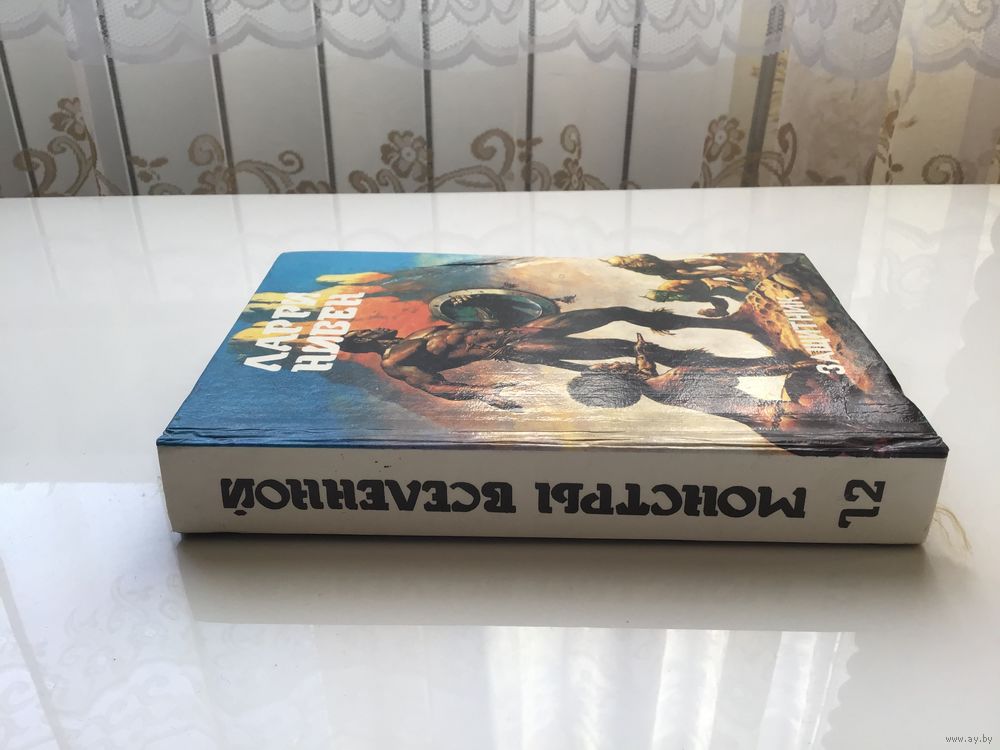 ЛАРРИ
НИВЕН
ЗАЩИТНИК
МОНСТРЫ ВСЕЛЕННОЙ
12
www.ay.by